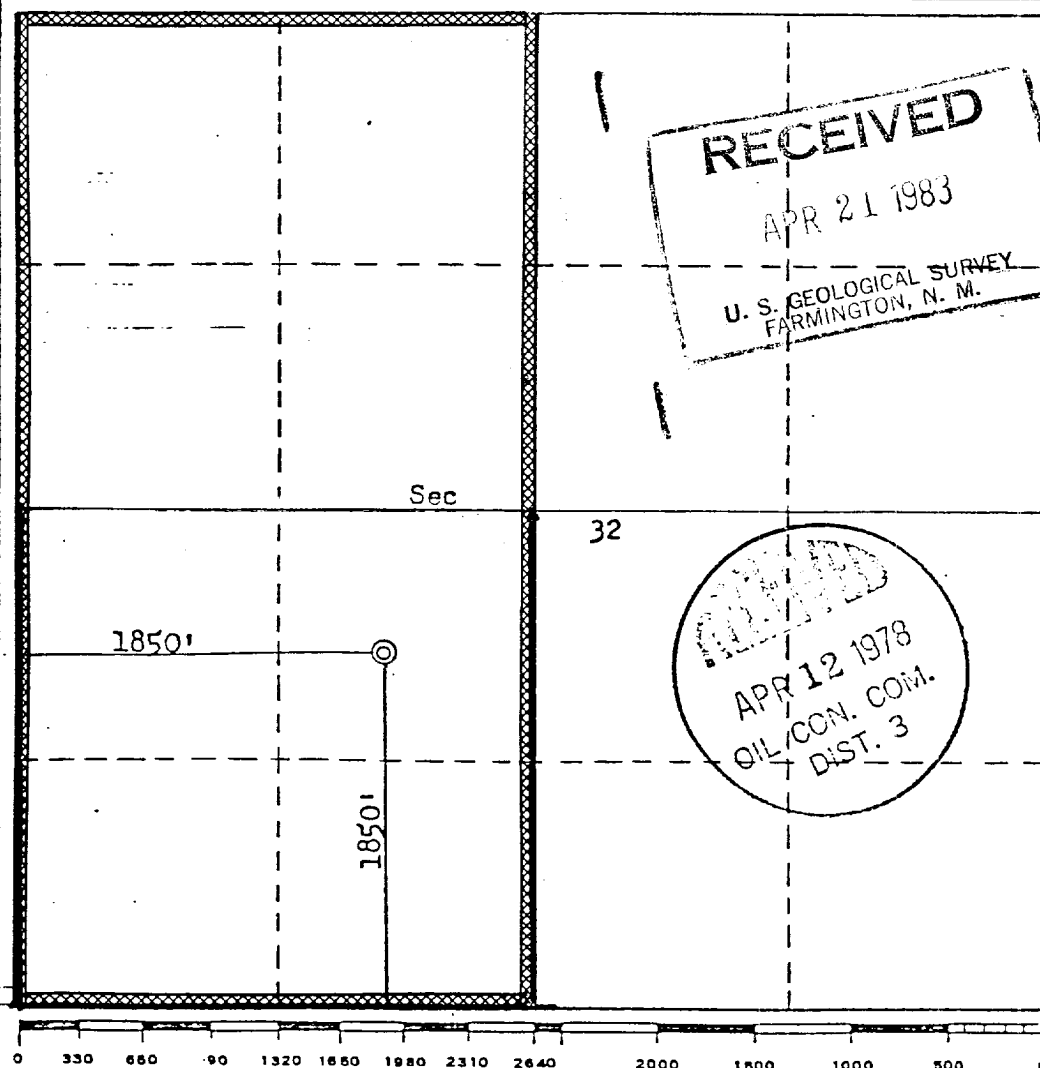 RECEIVED
APR 21 1983
U. S. GEOLOGICAL SURVEY
FARMINGTON, N. M.
Sec
32
1850'
1850'
APR 12 1978
OIL CON. COM.
DIST. 3
0 330 660 90 1320 1650 1980 2310 2640 2000 1500 1000 500